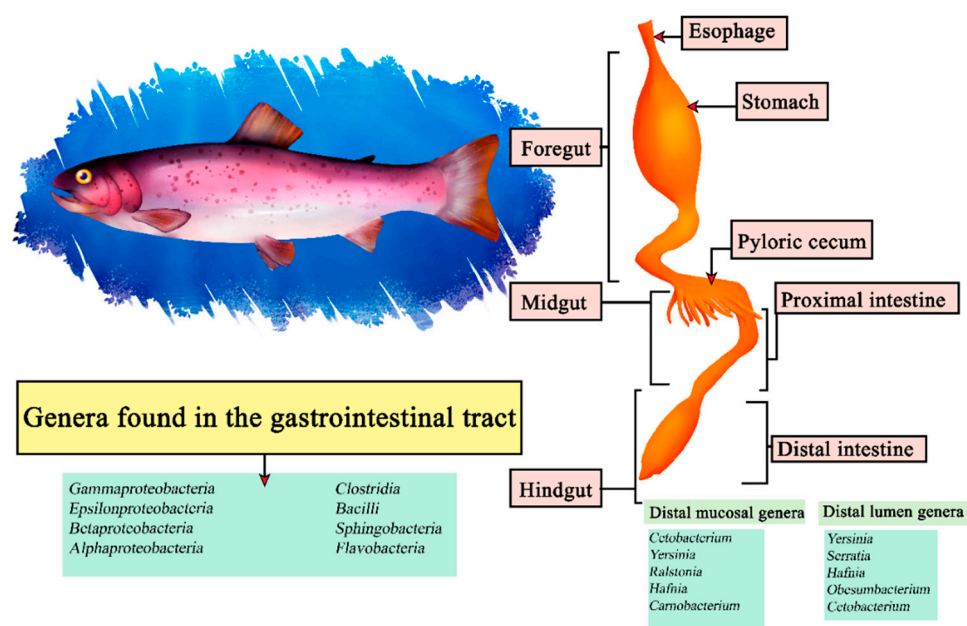 Esophage
Stomach
Foregut
Pyloric cecum
Midgut
Proximal intestine
Genera found in the gastrointestinal tract
Distal intestine
Hindgut
Gammaproteobacteria
Epsilonproteobacteria
Betaproteobacteria
Alphaproteobacteria
Clostridia
Bacilli
Sphingobacteria
Flavobacteria
Distal mucosal genera
Cetobacterium
Yersinia
Ralstonia
Hafnia
Carnobacterium
Distal lumen genera
Yersinia
Serratia
Hafnia
Obesumbacterium
Cetobacterium